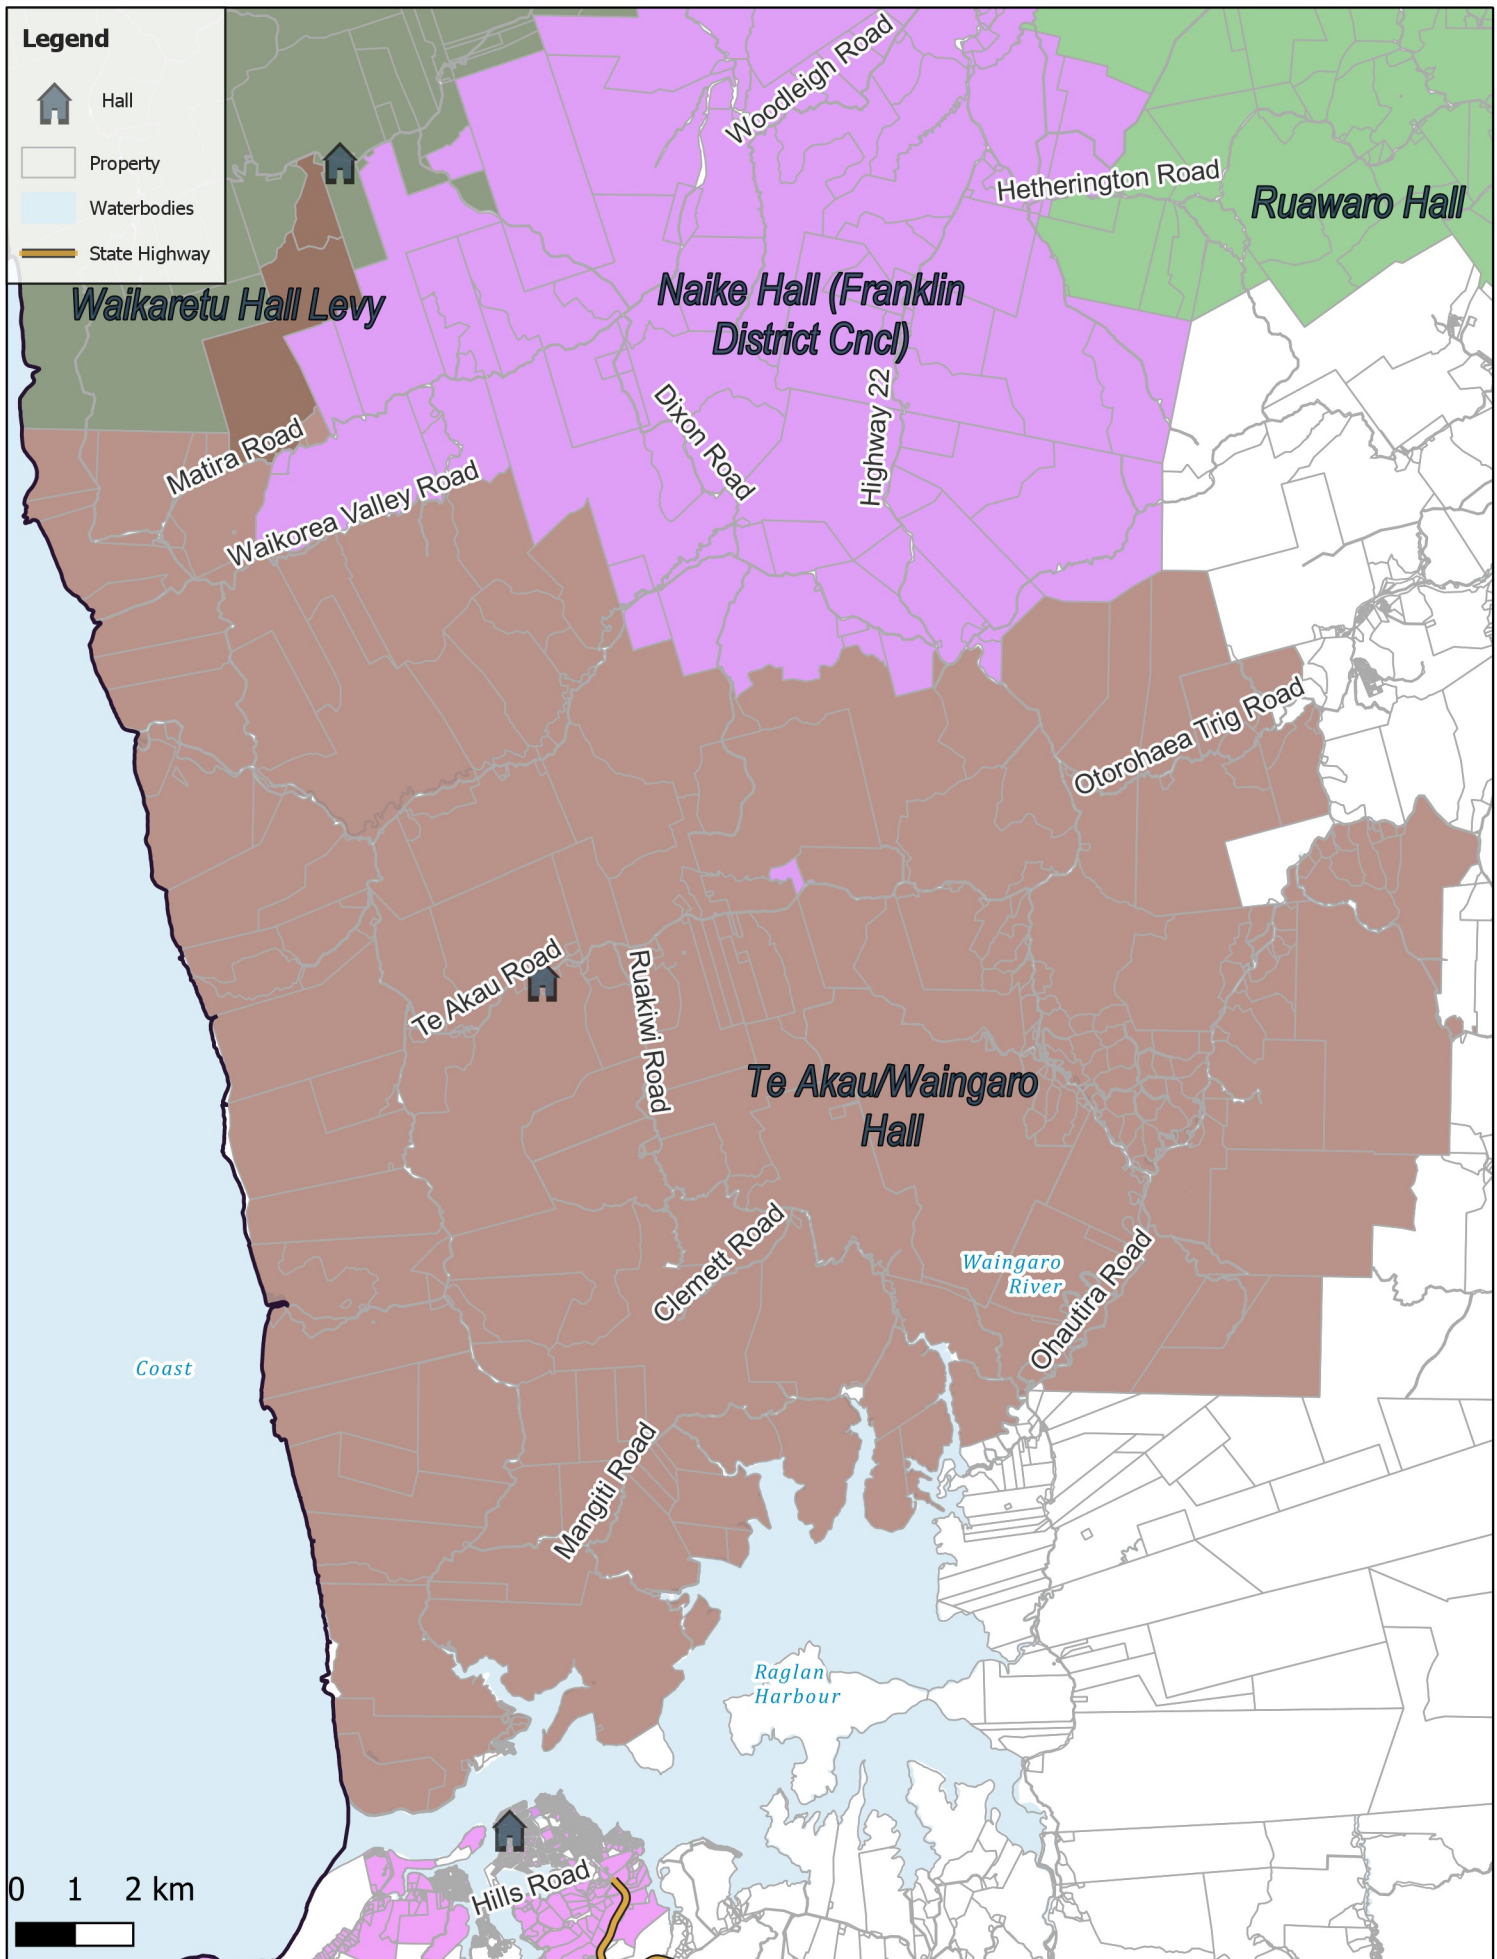 Legend
Hall
Property
Waterbodies
State Highway
Woodleigh Road
Hetherington Road
Ruawaro Hall
Waikaretu Hall Levy
Naike Hall (Franklin
District Cncl)
Dixon Road
Highway 22
Matira Road
Waikorea Valley Road
Otorohaea Trig Road
Te Akau Road
Ruakiwi Road
Te Akau/Waingaro
Hall
Clemett Road
Waingaro
River
Ohautira Road
Coast
Mangiti Road
Raglan
Harbour
Hills Road
0 1 2 km